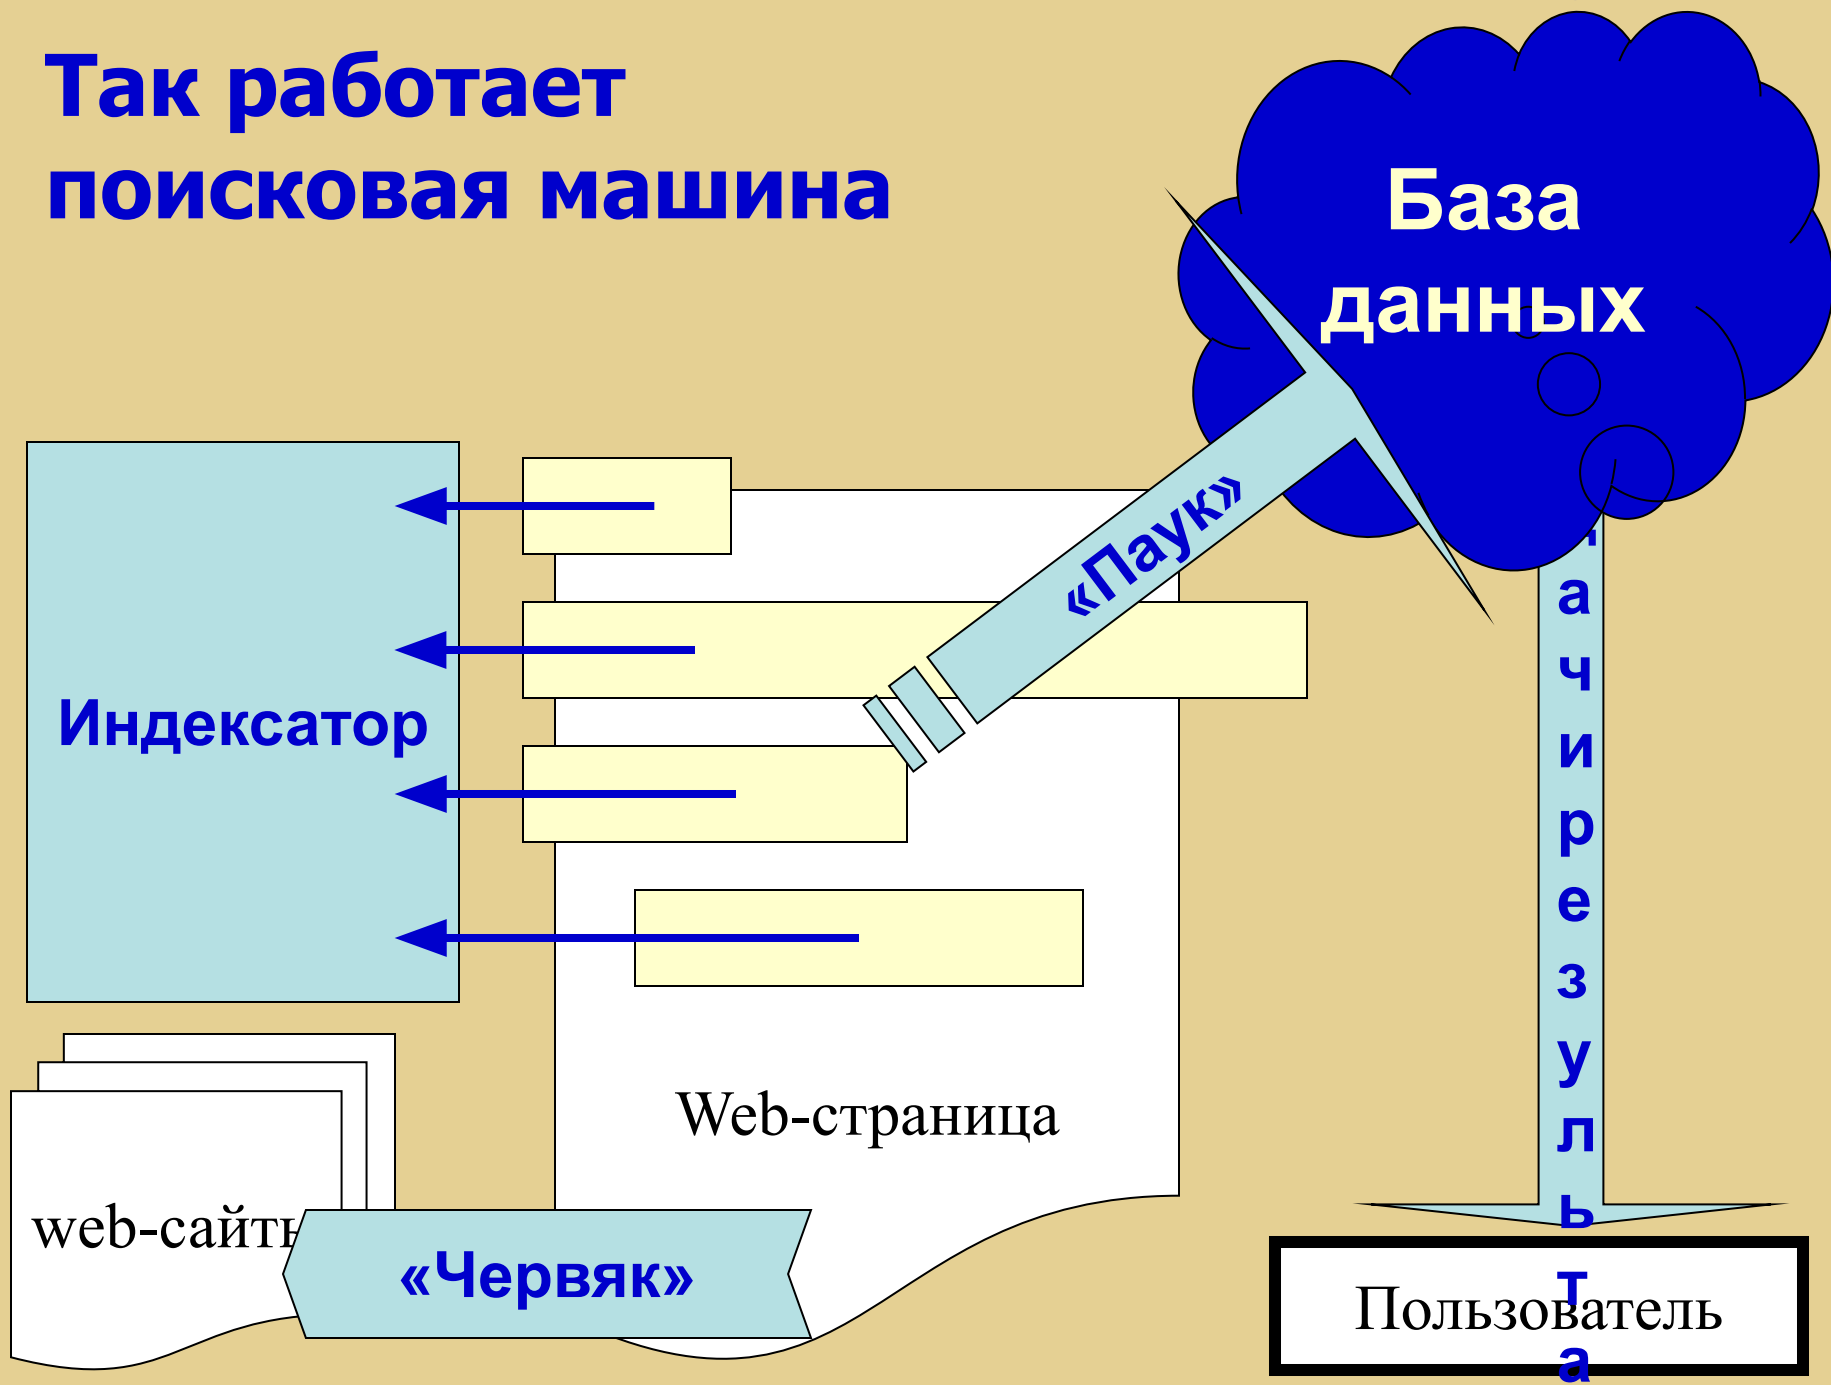 Так работает
поисковая машина
База
данных
«Паук»
Индексатор
Web-страница
web-сайты
«Червяк»
Пользователь
а
ч
и
р
е
з
у
л
ь
т
а